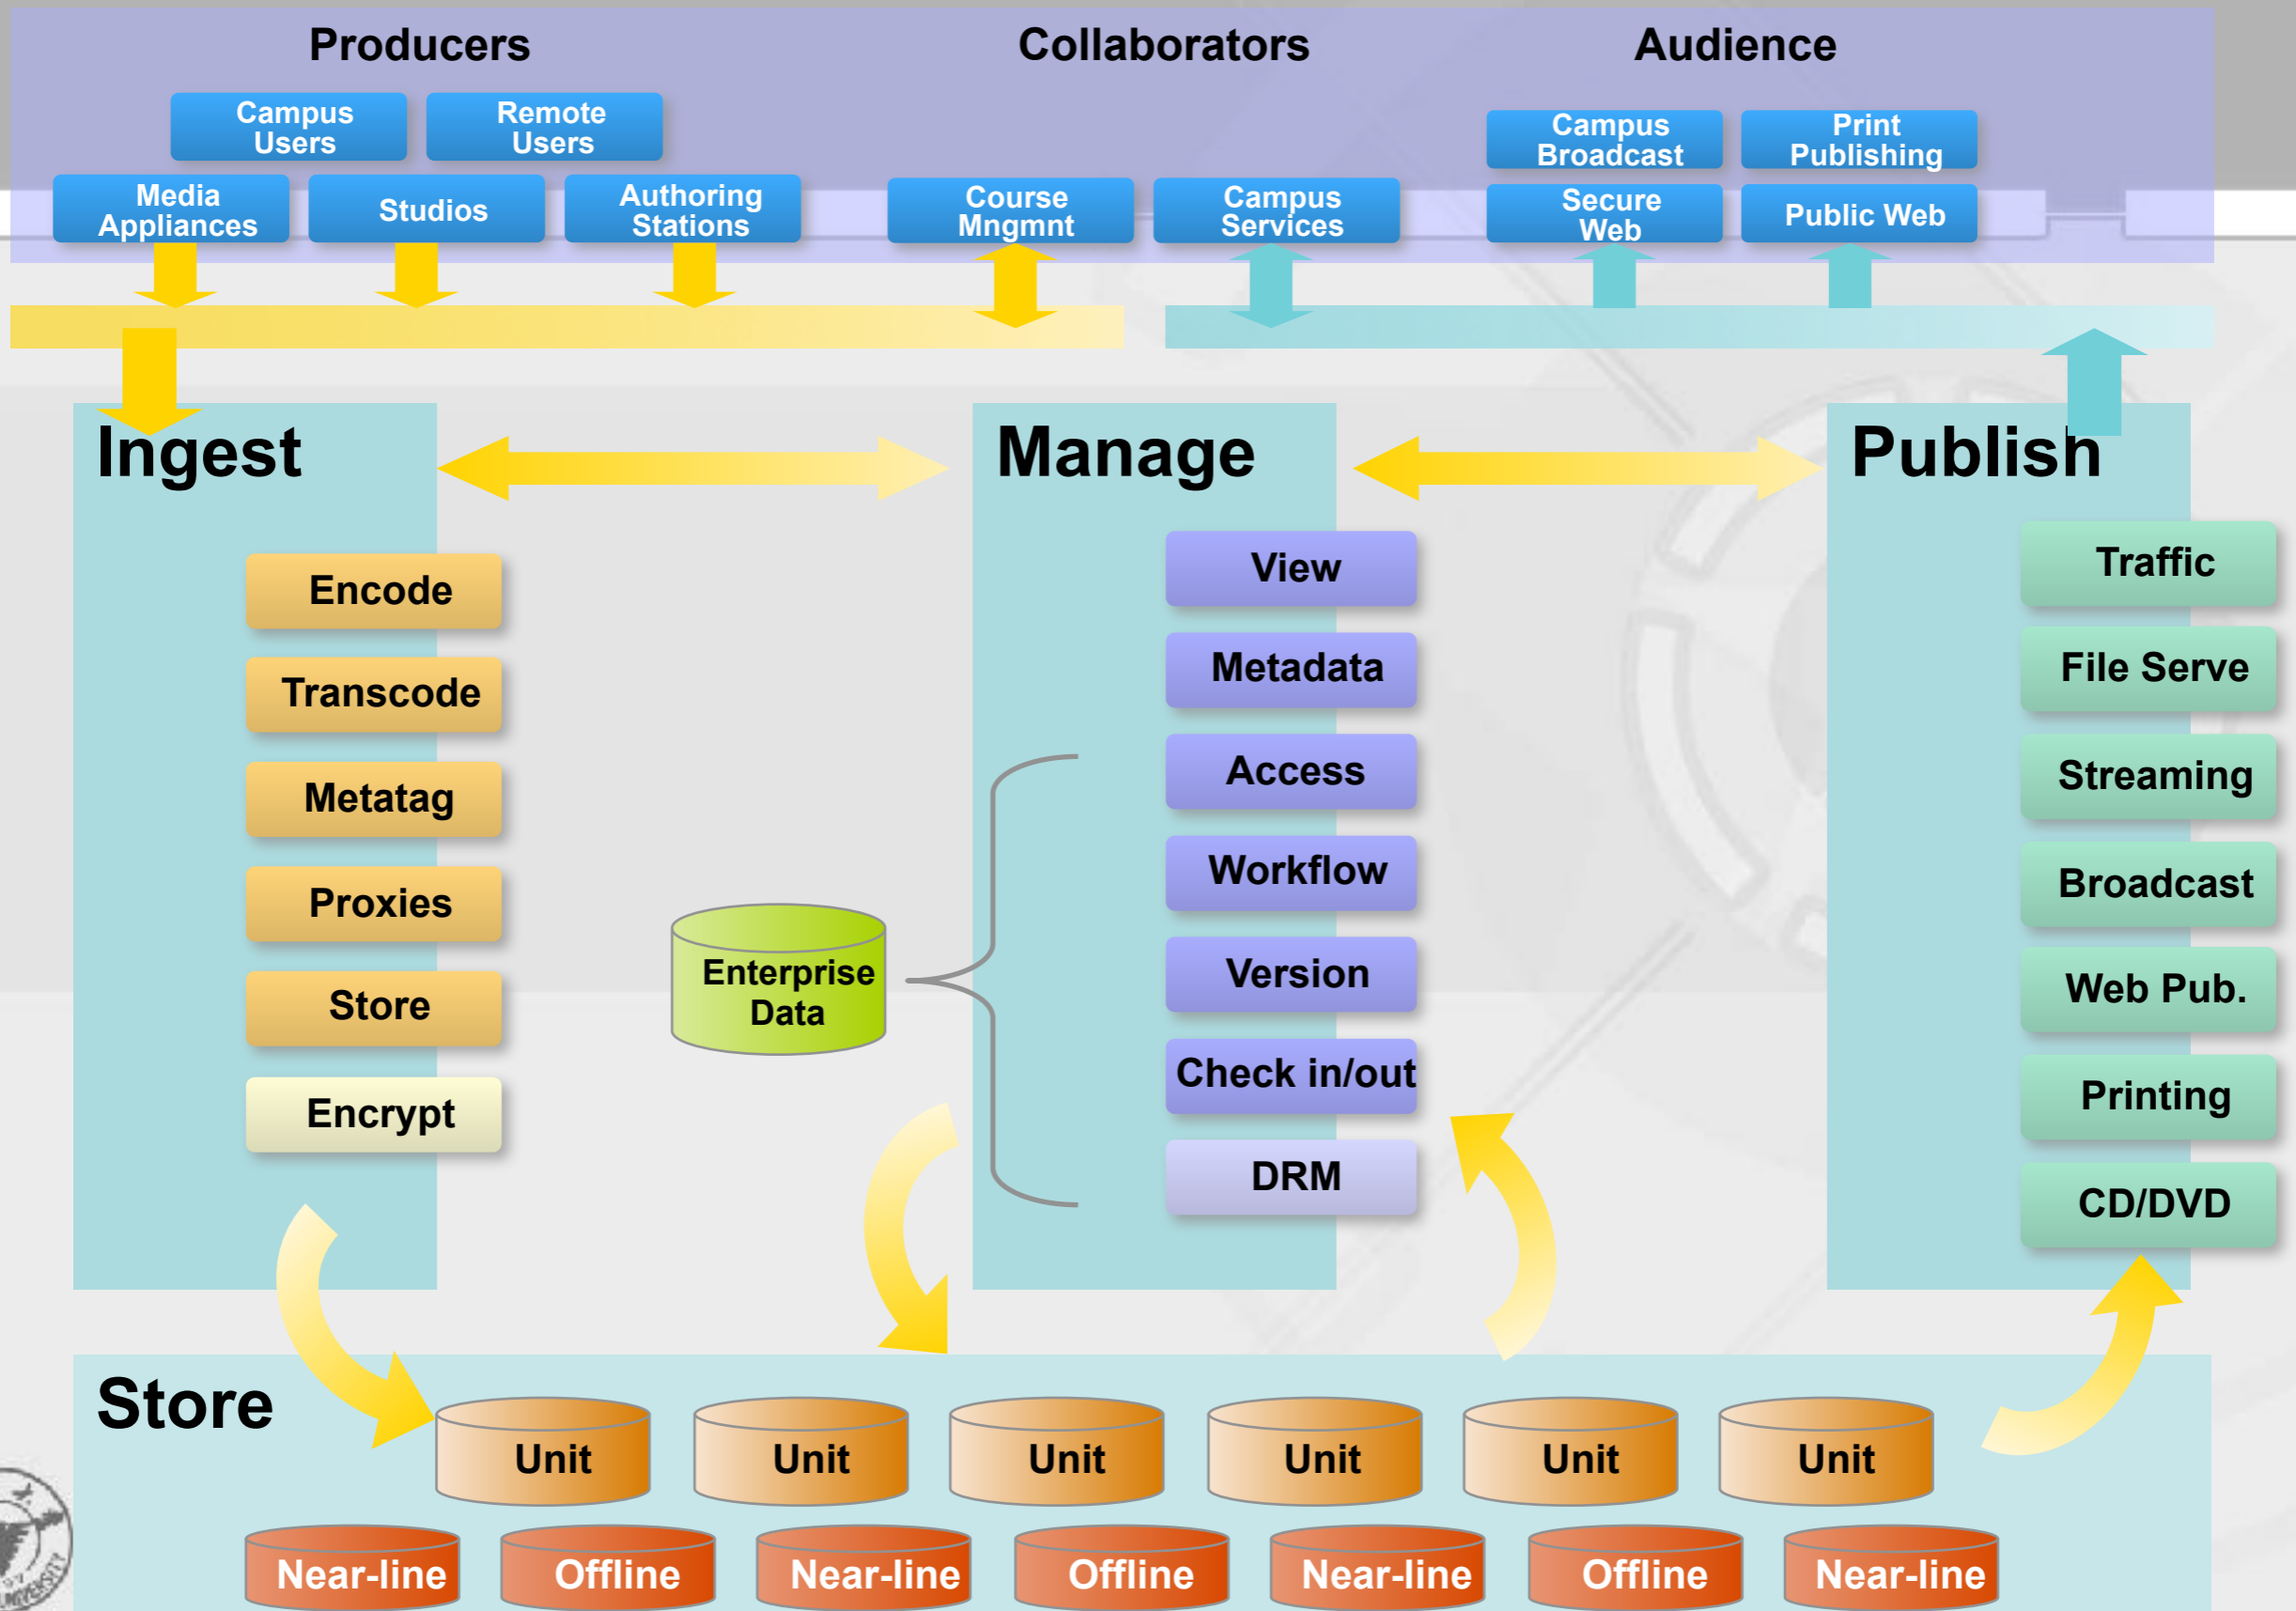 Producers
Collaborators
Audience
Campus
Users
Remote
Users
Media
Appliances
Studios
Authoring
Stations
Course
Mngmnt
Campus
Services
Campus
Broadcast
Print
Publishing
Secure
Web
Public Web
Ingest
Encode
Transcode
Metatag
Proxies
Store
Encrypt
Enterprise
Data
Manage
View
Metadata
Access
Workflow
Version
Check in/out
DRM
Publish
Traffic
File Serve
Streaming
Broadcast
Web Pub.
Printing
CD/DVD
Store
Unit
Unit
Unit
Unit
Unit
Unit
Near-line
Offline
Near-line
Offline
Near-line
Offline
Near-line
UNIVERSITY